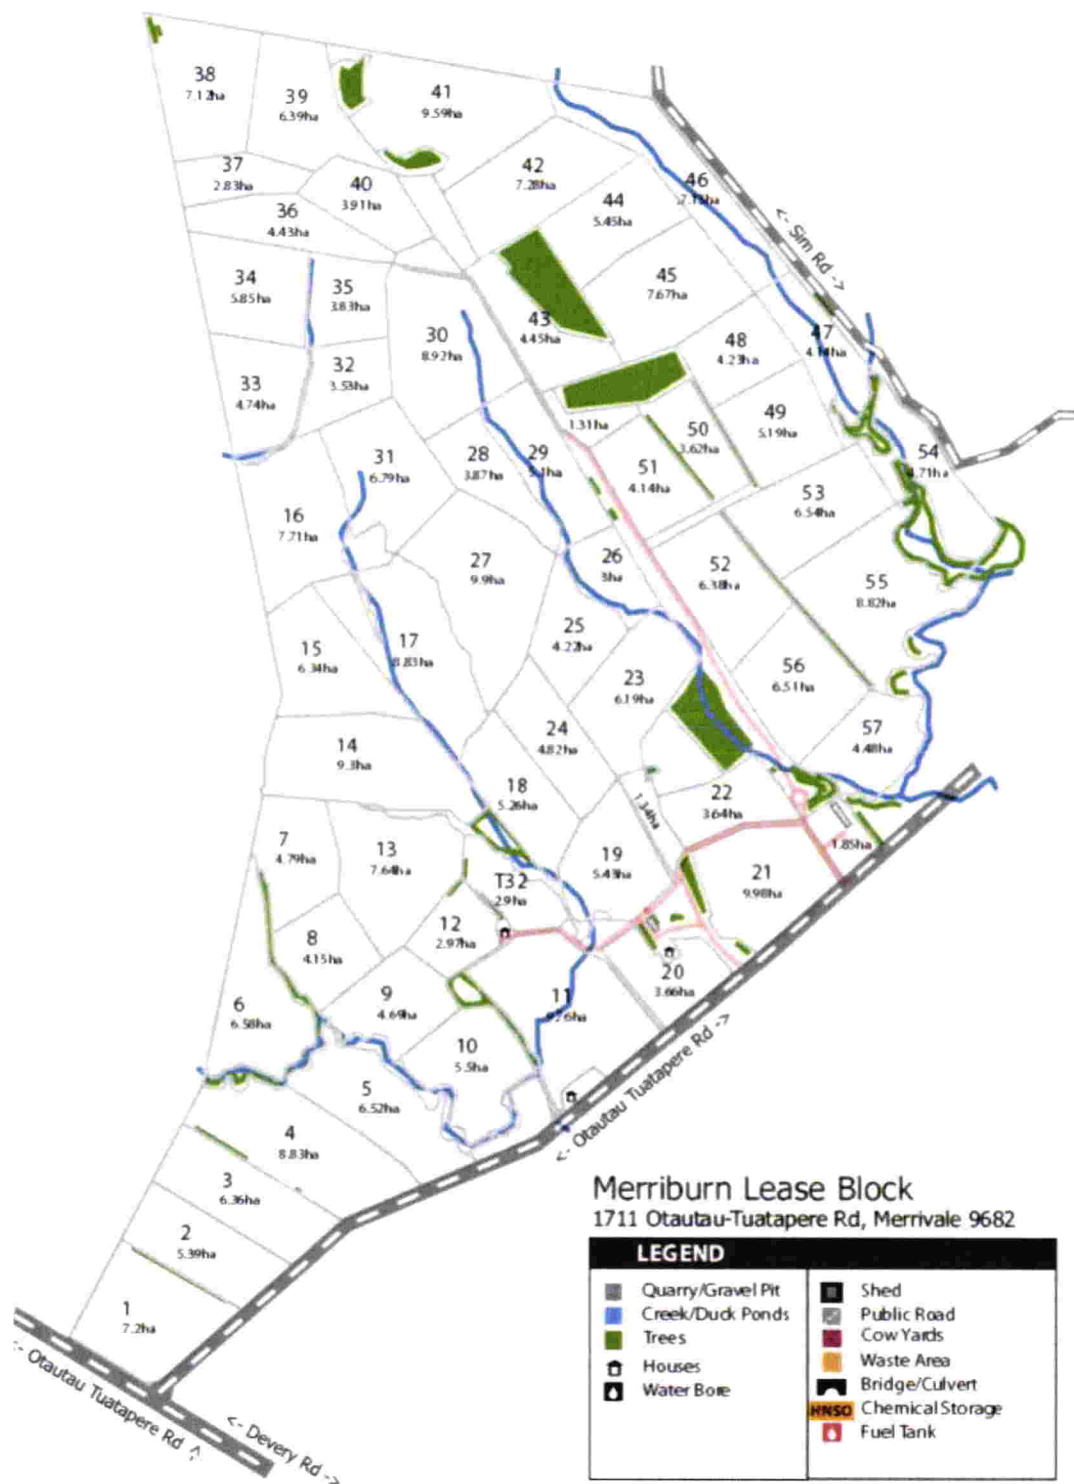 38
7.12ha
39
6.39ha
41
9.59ha
37
2.83ha
40
3.91ha
42
7.28ha
46
7.15ha
36
4.43ha
44
5.45ha
<- Sim Rd ->
34
5.85ha
35
3.83ha
45
7.67ha
30
8.92ha
43
4.45ha
48
4.23ha
47
4.14ha
33
4.74ha
32
3.53ha
1.31ha
50
3.62ha
49
5.19ha
31
6.79ha
28
3.87ha
29
5.1ha
51
4.14ha
54
4.71ha
16
7.71ha
53
6.54ha
27
9.9ha
26
3ha
52
6.38ha
55
8.82ha
15
6.34ha
17
8.83ha
25
4.22ha
23
6.19ha
56
6.51ha
14
9.3ha
24
4.82ha
57
4.48ha
18
5.26ha
1.34ha
22
3.64ha
7
4.79ha
13
7.64ha
19
5.43ha
1.85ha
21
9.98ha
T32
2.9ha
12
2.97ha
8
4.15ha
20
3.66ha
6
6.58ha
9
4.69ha
11
10
5.5ha
5
6.52ha
<- Otautau Tuatapere Rd ->
4
8.83ha
3
6.36ha
2
5.39ha
1
7.2ha
<- Otautau Tuatapere Rd ->
<- Devery Rd ->
Merriburn Lease Block
1711 Otautau-Tuatapere Rd, Merrivale 9682
LEGEND
Quarry/Gravel Pit
Creek/Duck Ponds
Trees
Houses
Water Bore
Shed
Public Road
Cow Yards
Waste Area
Bridge/Culvert
HNSO Chemical Storage
Fuel Tank